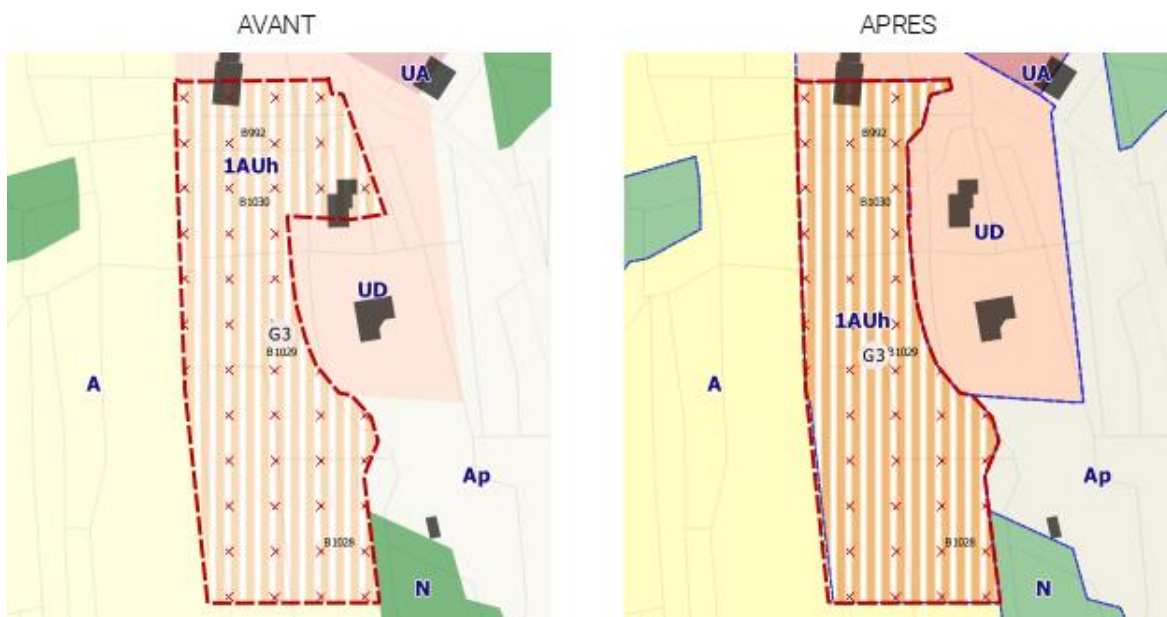 AVANT
UA
B992
1AUh
B1030
UD
G3
B1029
A
Ap
B1028
N
APRES
UA
B992
B1030
UD
1AUh
G3
B1029
A
Ap
B1028
N